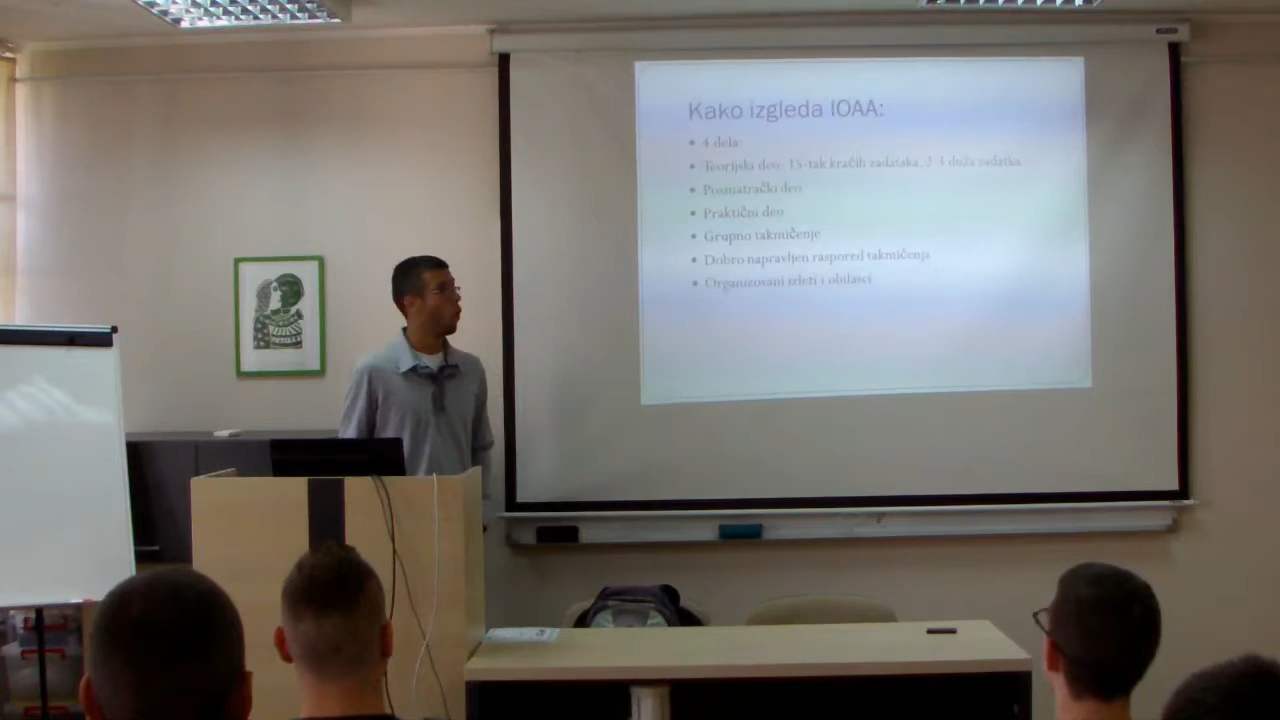 Kako izgleda IOAA:
• 4 dela
• Teorijski deo, 15-tak kraćih zadataka, 2-3 duža zadatka
• Posmatrački deo
• Praktični deo
• Grupno takmičenje
• Dobro napravljen raspored takmičenja
• Organizovani izleti i obilasci